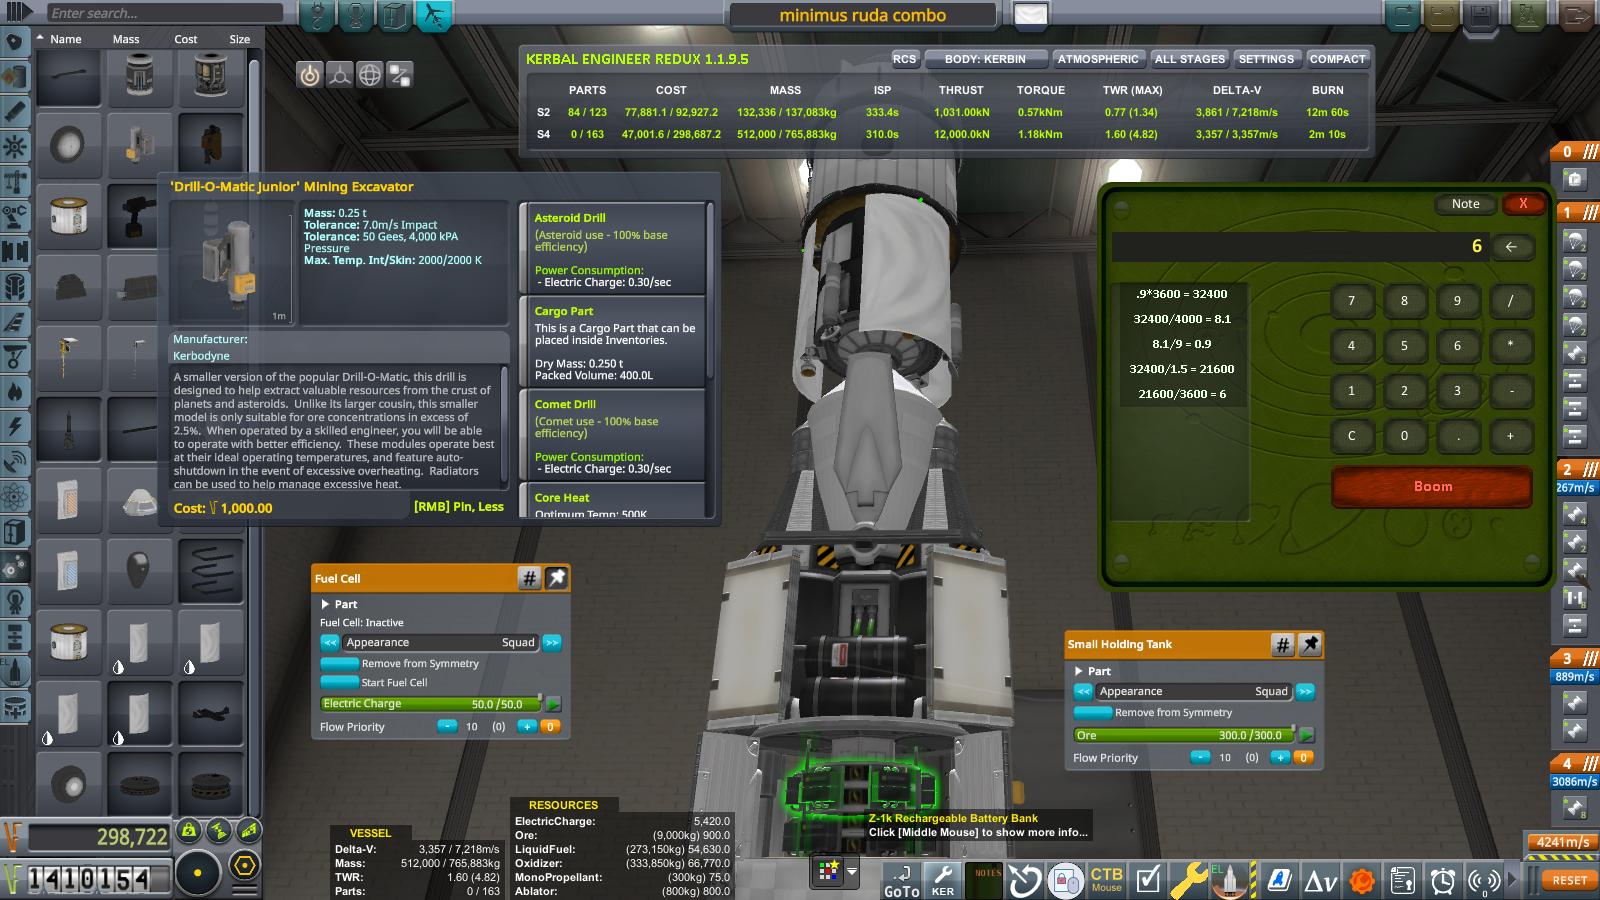 Enter search...
minimus ruda combo
Name Mass Cost Size
KERBAL ENGINEER REDUX 1.1.9.5
RCS BODY: KERBIN ATMOSPHERIC ALL STAGES SETTINGS COMPACT
PARTS COST MASS ISP THRUST TORQUE TWR (MAX) DELTA-V BURN
S2 84 / 123 77,881.1 / 92,927.2 132,336 / 137,083kg 333.4s 1,031.00kN 0.57kNm 0.77 (1.34) 3,861 / 7,218m/s 12m 60s
S4 0 / 163 47,001.6 / 298,687.2 512,000 / 765,883kg 310.0s 12,000.0kN 1.18kNm 1.60 (4.82) 3,357 / 3,357m/s 2m 10s
'Drill-O-Matic Junior' Mining Excavator
Mass: 0.25 t
Tolerance: 7.0m/s Impact
Tolerance: 50 Gees, 4,000 kPA
Pressure
Max. Temp. Int/Skin: 2000/2000 K
1m
Manufacturer:
Kerbodyne
A smaller version of the popular Drill-O-Matic, this drill is
designed to help extract valuable resources from the crust of
planets and asteroids. Unlike its larger cousin, this smaller
model is only suitable for ore concentrations in excess of
2.5%. When operated by a skilled engineer, you will be able
to operate with better efficiency. These modules operate best
at their ideal operating temperatures, and feature auto-
shutdown in the event of excessive overheating. Radiators
can be used to help manage excessive heat.
Cost: 1,000.00
[RMB] Pin, Less
Asteroid Drill
(Asteroid use - 100% base
efficiency)
Power Consumption:
- Electric Charge: 0.30/sec
Cargo Part
This is a Cargo Part that can be
placed inside Inventories.
Dry Mass: 0.250 t
Packed Volume: 400.0L
Comet Drill
(Comet use - 100% base
efficiency)
Power Consumption:
- Electric Charge: 0.30/sec
Core Heat
Optimum Temp: 500K
Note X
6
←
.9*3600 = 32400
32400/4000 = 8.1
8.1/9 = 0.9
32400/1.5 = 21600
21600/3600 = 6
7 8 9 /
4 5 6 *
1 2 3 -
C 0 . +
Boom
0
1
2
2
2
2
3
2
267m/s
4
2
8
3
889m/s
4
3086m/s
8
4241m/s
RESET
Fuel Cell #
Part
Fuel Cell: Inactive
<< Appearance Squad >>
Remove from Symmetry
Start Fuel Cell
Electric Charge 50.0 /50.0
Flow Priority - 10 (0) + 0
Small Holding Tank #
Part
<< Appearance Squad >>
Remove from Symmetry
Ore 300.0 /300.0
Flow Priority - 10 (0) + 0
Z-1k Rechargeable Battery Bank
Click [Middle Mouse] to show more info...
298,722
1410154
VESSEL
Delta-V: 3,357 / 7,218m/s
Mass: 512,000 / 765,883kg
TWR: 1.60 (4.82)
Parts: 0 / 163
RESOURCES
ElectricCharge: 5,420.0
Ore: (9,000kg) 900.0
LiquidFuel: (273,150kg) 54,630.0
Oxidizer: (333,850kg) 66,770.0
MonoPropellant: (300kg) 75.0
Ablator: (800kg) 800.0
GoTo
KER
NOTES
CTB
Mouse
EL
Δv
0
EL